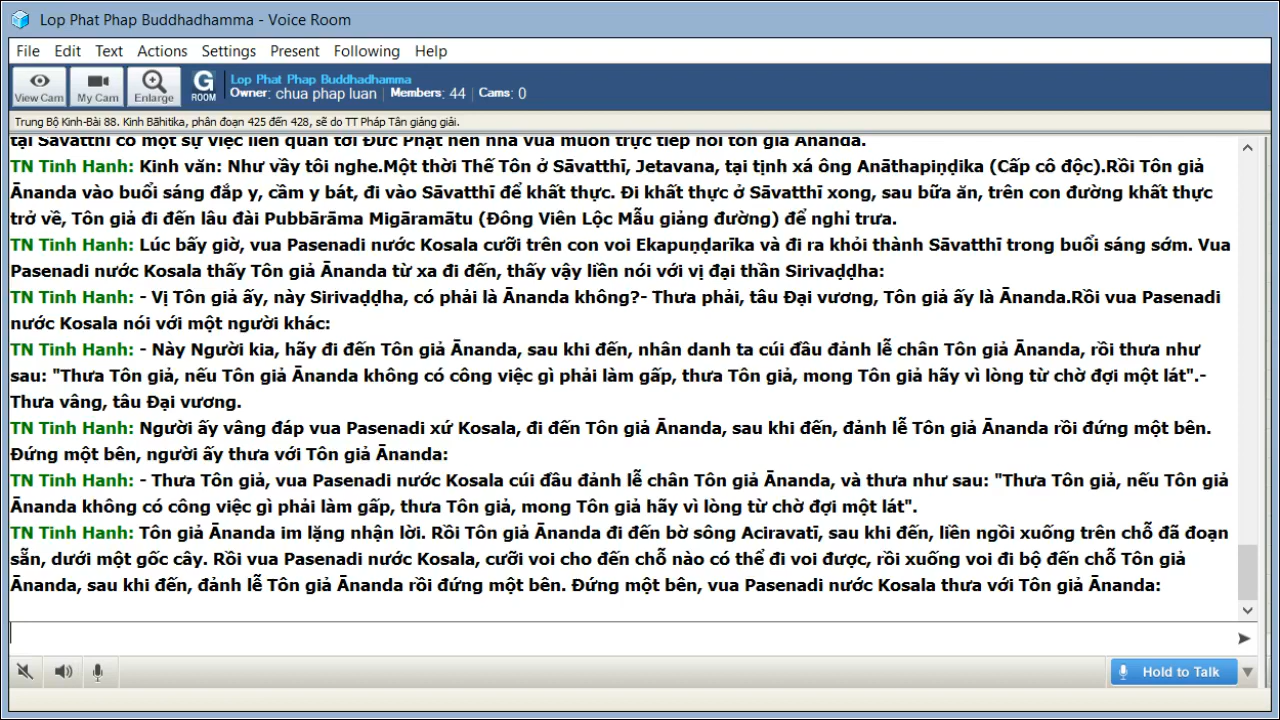 Lop Phat Phap Buddhadhamma - Voice Room
File Edit Text Actions Settings Present Following Help
View Cam My Cam Enlarge G ROOM Lop Phat Phap Buddhadhamma
Owner: chua phap luan Members: 44 Cams: 0
Trung Bộ Kinh-Bài 88. Kinh Bāhitika, phân đoạn 425 đến 428, sẽ do TT Pháp Tân giảng giải.
tại Sāvatthī có một sự việc liên quan tới Đức Phật nên nhà vua muốn trực tiếp hỏi tôn giả Ānanda.
TN Tinh Hanh: Kinh văn: Như vầy tôi nghe.Một thời Thế Tôn ở Sāvatthī, Jetavana, tại tịnh xá ông Anāthapiṇḍika (Cấp cô độc).Rồi Tôn giả
Ānanda vào buổi sáng đắp y, cầm y bát, đi vào Sāvatthī để khất thực. Đi khất thực ở Sāvatthī xong, sau bữa ăn, trên con đường khất thực
trở về, Tôn giả đi đến lâu đài Pubbārāma Migāramātu (Đông Viên Lộc Mẫu giảng đường) để nghỉ trưa.
TN Tinh Hanh: Lúc bấy giờ, vua Pasenadi nước Kosala cưỡi trên con voi Ekapuṇḍarīka và đi ra khỏi thành Sāvatthī trong buổi sáng sớm. Vua
Pasenadi nước Kosala thấy Tôn giả Ānanda từ xa đi đến, thấy vậy liền nói với vị đại thần Sirivaḍḍha:
TN Tinh Hanh: - Vị Tôn giả ấy, này Sirivaḍḍha, có phải là Ānanda không?- Thưa phải, tâu Đại vương, Tôn giả ấy là Ānanda.Rồi vua Pasenadi
nước Kosala nói với một người khác:
TN Tinh Hanh: - Này Người kia, hãy đi đến Tôn giả Ānanda, sau khi đến, nhân danh ta cúi đầu đảnh lễ chân Tôn giả Ānanda, rồi thưa như
sau: "Thưa Tôn giả, nếu Tôn giả Ānanda không có công việc gì phải làm gấp, thưa Tôn giả, mong Tôn giả hãy vì lòng từ chờ đợi một lát".-
Thưa vâng, tâu Đại vương.
TN Tinh Hanh: Người ấy vâng đáp vua Pasenadi xứ Kosala, đi đến Tôn giả Ānanda, sau khi đến, đảnh lễ Tôn giả Ānanda rồi đứng một bên.
Đứng một bên, người ấy thưa với Tôn giả Ānanda:
TN Tinh Hanh: - Thưa Tôn giả, vua Pasenadi nước Kosala cúi đầu đảnh lễ chân Tôn giả Ānanda, và thưa như sau: "Thưa Tôn giả, nếu Tôn giả
Ānanda không có công việc gì phải làm gấp, thưa Tôn giả, mong Tôn giả hãy vì lòng từ chờ đợi một lát".
TN Tinh Hanh: Tôn giả Ānanda im lặng nhận lời. Rồi Tôn giả Ānanda đi đến bờ sông Aciravatī, sau khi đến, liền ngồi xuống trên chỗ đã đoạn
sẵn, dưới một gốc cây. Rồi vua Pasenadi nước Kosala, cưỡi voi cho đến chỗ nào có thể đi voi được, rồi xuống voi đi bộ đến chỗ Tôn giả
Ānanda, sau khi đến, đảnh lễ Tôn giả Ānanda rồi đứng một bên. Đứng một bên, vua Pasenadi nước Kosala thưa với Tôn giả Ānanda:
Hold to Talk